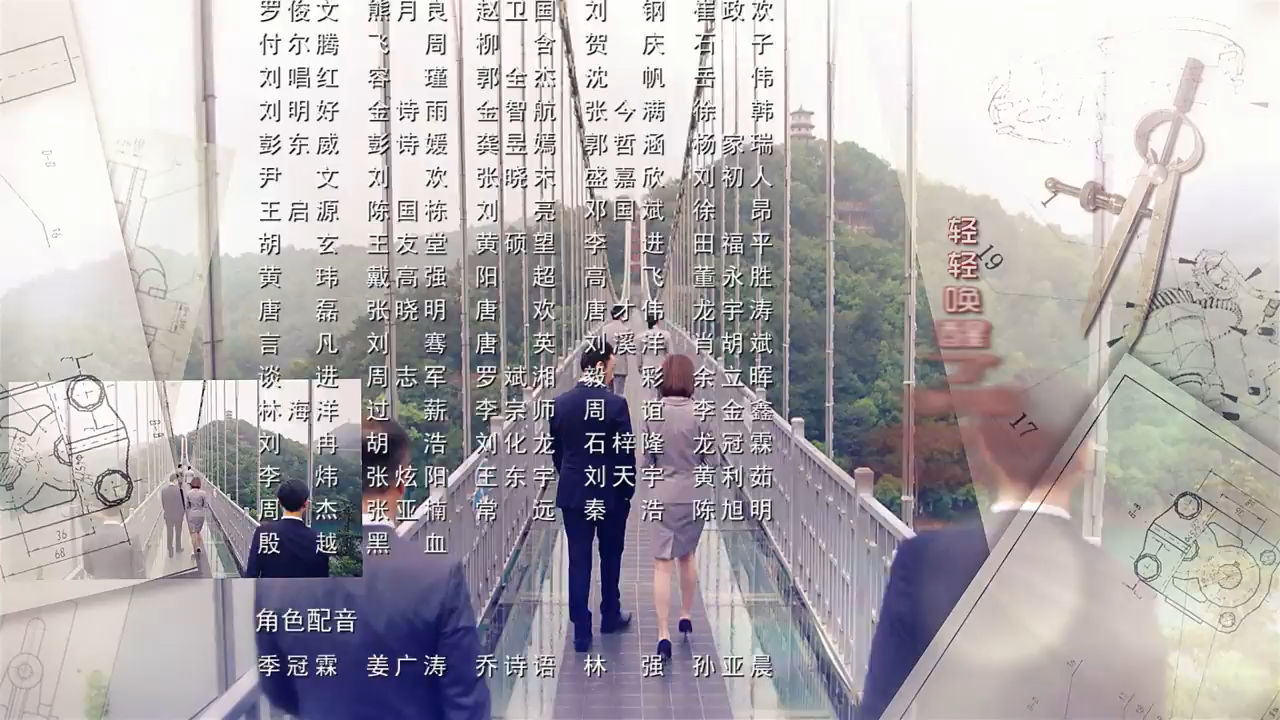 罗俊文 熊月良 赵卫国 刘钢 崔政欢
付尔腾 飞周 柳含 贺庆 石子
刘唱红 容瑾 郭全杰 沈帆 岳伟
刘明好 金诗雨 金智航 张今满 徐韩
彭东威 彭诗媛 龚昱嫣 郭哲涵 杨家瑞
尹文 刘欢 张晓末 盛嘉欣 刘初人
王启源 陈国栋 刘亮 邓国斌 徐昂
胡玄 王友堂 黄硕望 李进 田福平
黄玮 戴高强 阳超 高飞 董永胜
唐磊 张晓明 唐欢 唐才伟 龙宇涛
言凡 刘骞 唐英 刘溪洋 肖胡斌
谈进 周志军 罗斌湘 毅彩 余立晖
林海洋 过薪 李宗师 周谊 李金鑫
刘冉 胡浩 刘化龙 石梓隆 龙冠霖
李炜 张炫阳 王东宇 刘天宇 黄利茹
周杰 张亚楠 常远 秦浩 陈旭明
殷越 黑血
角色配音
季冠霖 姜广涛 乔诗语 林强 孙亚晨
轻轻唤醒了
19
17
36
68